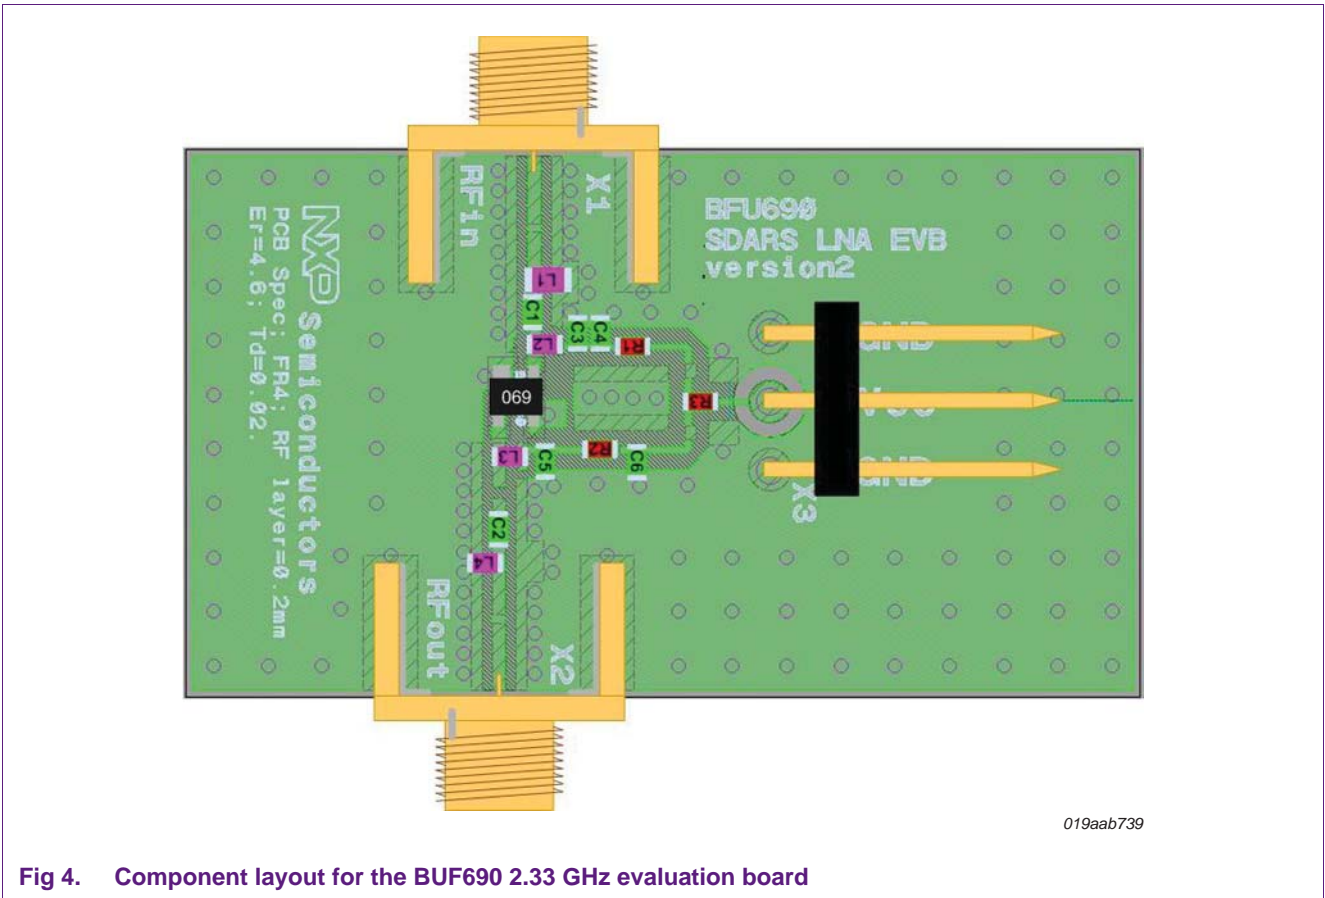 RFin
X1
BFU690
SDARS LNA EVB
version2
NXP Semiconductors
PCB Spec; FR4; RF layer=0.2mm
Er=4.6; Td=0.02.
L1
C1
C3
C4
L2
R1
069
R3
L3
C5
R2
C6
C2
L4
GND
GND
X3
RFout
X2
019aab739
Fig 4. Component layout for the BUF690 2.33 GHz evaluation board